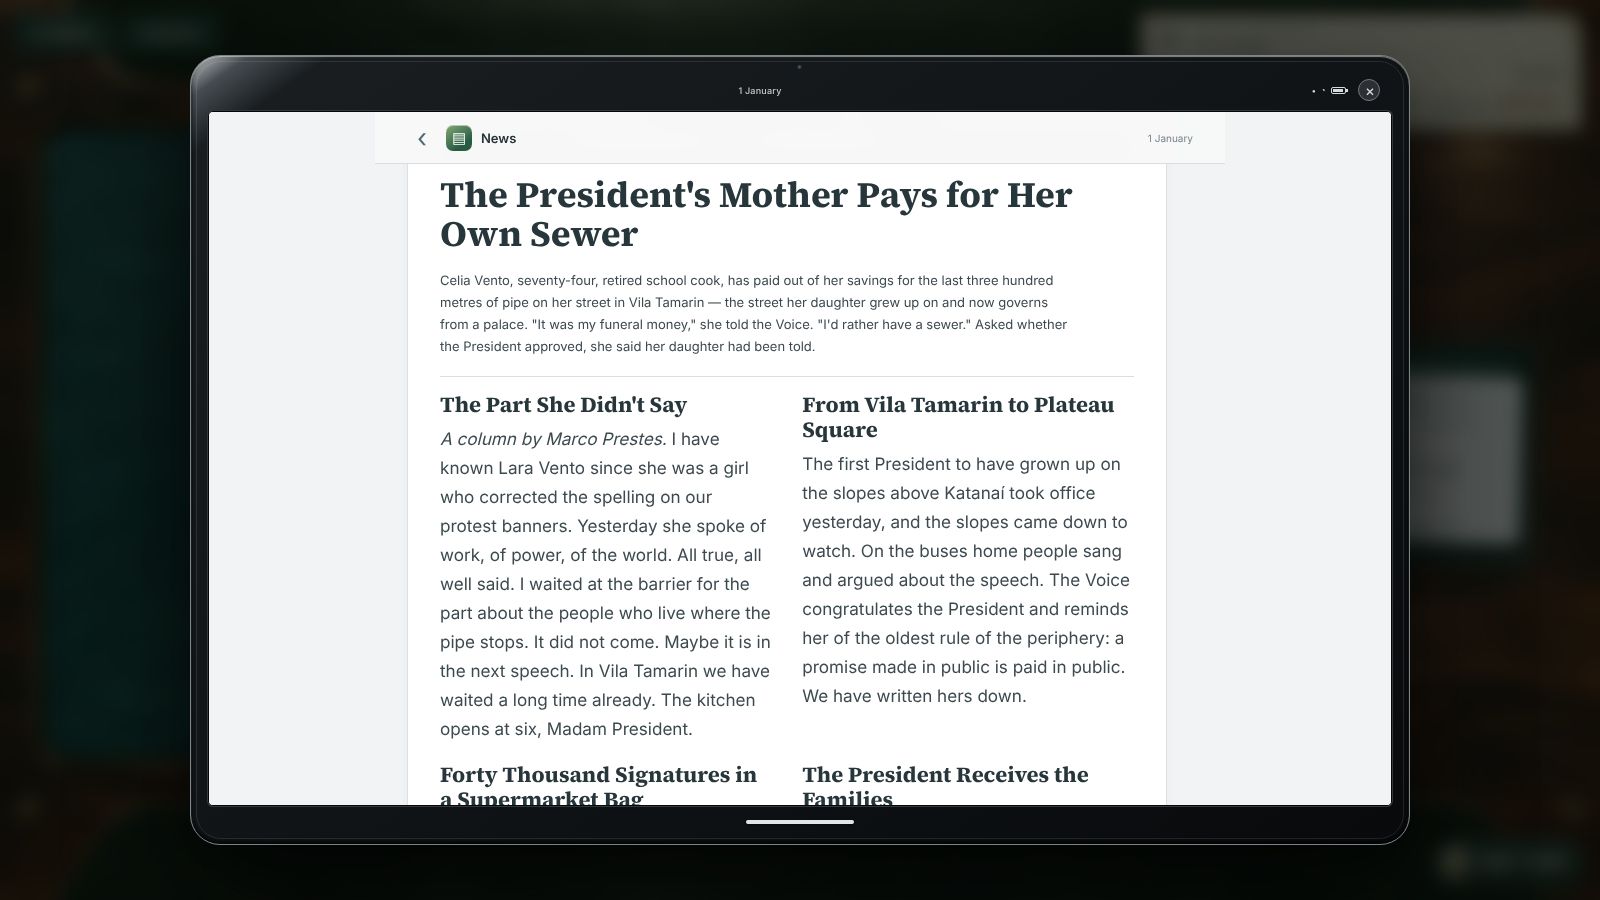 1 January
News
1 January
The President's Mother Pays for Her
Own Sewer
Celia Vento, seventy-four, retired school cook, has paid out of her savings for the last three hundred
metres of pipe on her street in Vila Tamarin — the street her daughter grew up on and now governs
from a palace. "It was my funeral money," she told the Voice. "I'd rather have a sewer." Asked whether
the President approved, she said her daughter had been told.
The Part She Didn't Say
A column by Marco Prestes. I have
known Lara Vento since she was a girl
who corrected the spelling on our
protest banners. Yesterday she spoke of
work, of power, of the world. All true, all
well said. I waited at the barrier for the
part about the people who live where the
pipe stops. It did not come. Maybe it is in
the next speech. In Vila Tamarin we have
waited a long time already. The kitchen
opens at six, Madam President.
From Vila Tamarin to Plateau
Square
The first President to have grown up on
the slopes above Katanaí took office
yesterday, and the slopes came down to
watch. On the buses home people sang
and argued about the speech. The Voice
congratulates the President and reminds
her of the oldest rule of the periphery: a
promise made in public is paid in public.
We have written hers down.
Forty Thousand Signatures in
a Supermarket Bag
The President Receives the
Families